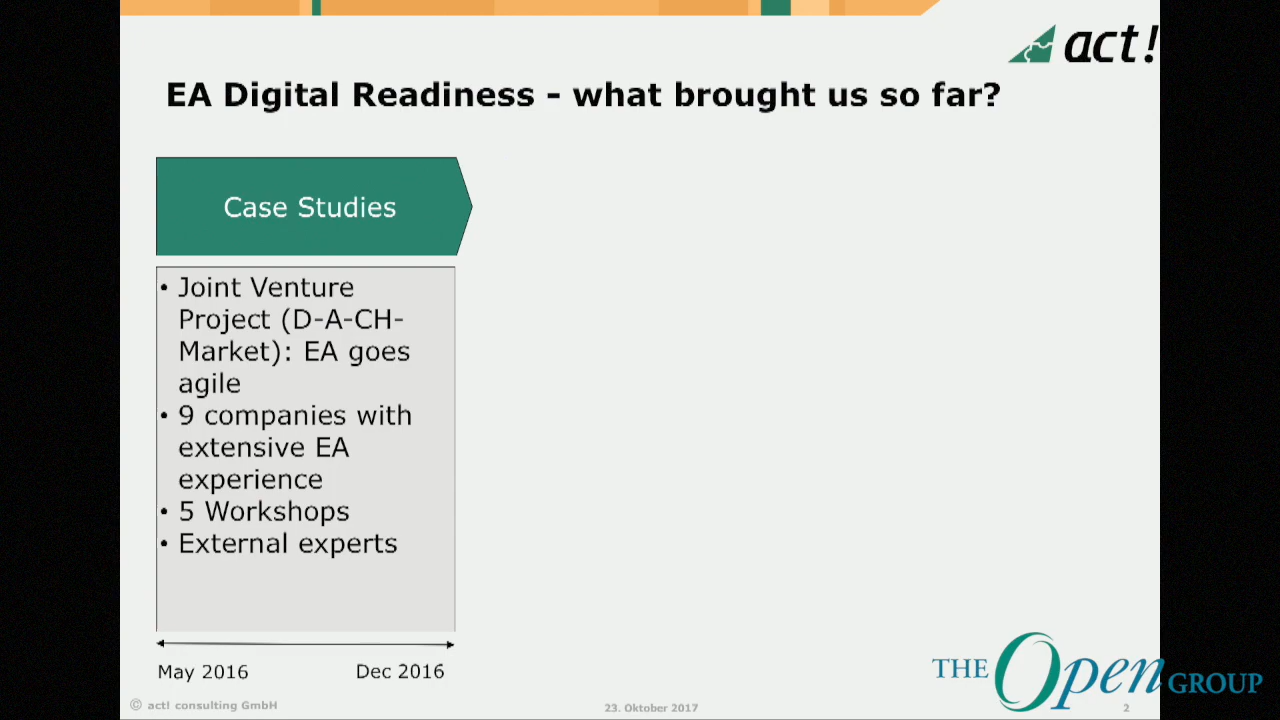 act!
EA Digital Readiness - what brought us so far?
Case Studies
• Joint Venture
Project (D-A-CH-
Market): EA goes
agile
• 9 companies with
extensive EA
experience
• 5 Workshops
• External experts
May 2016
Dec 2016
THE Open GROUP
© act! consulting GmbH
23. Oktober 2017
2